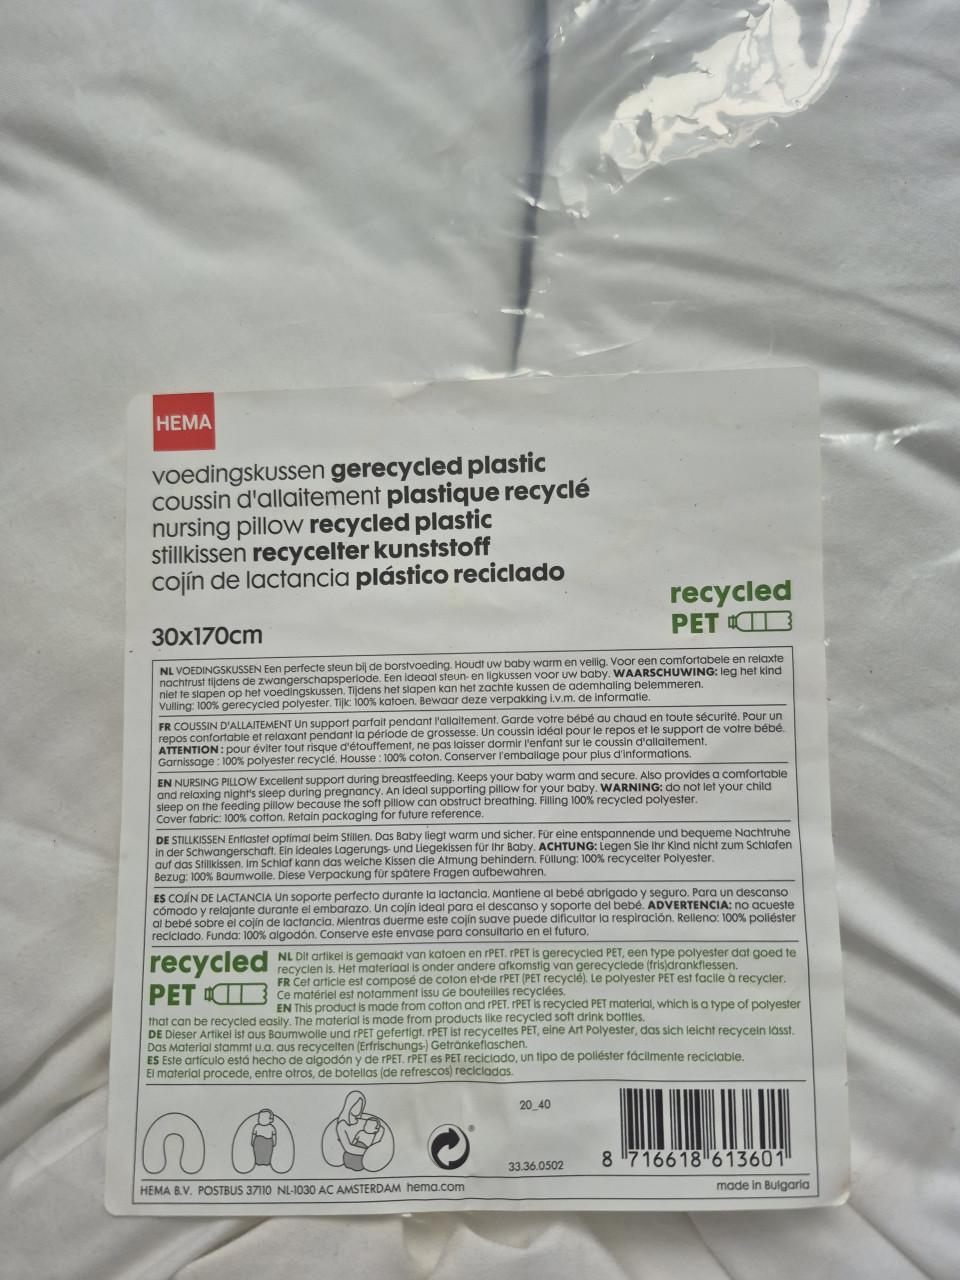 HEMA
voedingskussen gerecycled plastic
coussin d'allaitement plastique recyclé
nursing pillow recycled plastic
stillkissen recycelter kunststoff
cojín de lactancia plástico reciclado
recycled
PET
30x170cm
NL VOEDINGSKUSSEN Een perfecte steun bij de borstvoeding. Houdt uw baby warm en veilig. Voor een comfortabele en relaxte
nachtrust tijdens de zwangerschapsperiode. Een ideaal steun- en ligkussen voor uw baby. WAARSCHUWING: leg het kind
niet te slapen op het voedingskussen. Tijdens het slapen kan het zachte kussen de ademhaling belemmeren.
Vulling: 100% gerecycled polyester. Tijk: 100% katoen. Bewaar deze verpakking i.v.m. de informatie.
FR COUSSIN D'ALLAITEMENT Un support parfait pendant l'allaitement. Garde votre bébé au chaud en toute sécurité. Pour un
repos confortable et relaxant pendant la période de grossesse. Un coussin idéal pour le repos et le support de votre bébé.
ATTENTION : pour éviter tout risque d'étouffement, ne pas laisser dormir l'enfant sur le coussin d'allaitement.
Garnissage : 100% polyester recyclé. Housse : 100% coton. Conserver l'emballage pour plus d'informations.
EN NURSING PILLOW Excellent support during breastfeeding. Keeps your baby warm and secure. Also provides a comfortable
and relaxing night's sleep during pregnancy. An ideal supporting pillow for your baby. WARNING: do not let your child
sleep on the feeding pillow because the soft pillow can obstruct breathing. Filling 100% recycled polyester.
Cover fabric: 100% cotton. Retain packaging for future reference.
DE STILLKISSEN Entlastet optimal beim Stillen. Das Baby liegt warm und sicher. Für eine entspannende und bequeme Nachtruhe
in der Schwangerschaft. Ein ideales Lagerungs- und Liegekissen für Ihr Baby. ACHTUNG: Legen Sie Ihr Kind nicht zum Schlafen
auf das Stillkissen. Im Schlaf kann das weiche Kissen die Atmung behindern. Füllung: 100% recycelter Polyester.
Bezug: 100% Baumwolle. Diese Verpackung für spätere Fragen aufbewahren.
ES COJÍN DE LACTANCIA Un soporte perfecto durante la lactancia. Mantiene al bebé abrigado y seguro. Para un descanso
cómodo y relajante durante el embarazo. Un cojín ideal para el descanso y soporte del bebé. ADVERTENCIA: no acueste
al bebé sobre el cojín de lactancia. Mientras duerme este cojín suave puede dificultar la respiración. Relleno: 100% poliéster
reciclado. Funda: 100% algodón. Conserve este envase para consultarlo en el futuro.
recycled
PET
NL Dit artikel is gemaakt van katoen en rPET. rPET is gerecycled PET, een type polyester dat goed te
recyclen is. Het materiaal is onder andere afkomstig van gerecyclede (fris)drankflessen.
FR Cet article est composé de coton et de rPET (PET recyclé). Le polyester PET est facile à recycler.
Ce matériel est notamment issu de bouteilles recyclées.
EN This product is made from cotton and rPET. rPET is recycled PET material, which is a type of polyester
that can be recycled easily. The material is made from products like recycled soft drink bottles.
DE Dieser Artikel ist aus Baumwolle und rPET gefertigt. rPET ist recyceltes PET, eine Art Polyester, das sich leicht recyceln lässt.
Das Material stammt u.a. aus recycelten (Erfrischungs-) Getränkeflaschen.
ES Este artículo está hecho de algodón y de rPET. rPET es PET reciclado, un tipo de poliéster fácilmente reciclable.
El material procede, entre otros, de botellas (de refrescos) recicladas.
20_40
®
33.36.0502
8 716618 613601
HEMA B.V. POSTBUS 37110 NL-1030 AC AMSTERDAM hema.com
made in Bulgaria